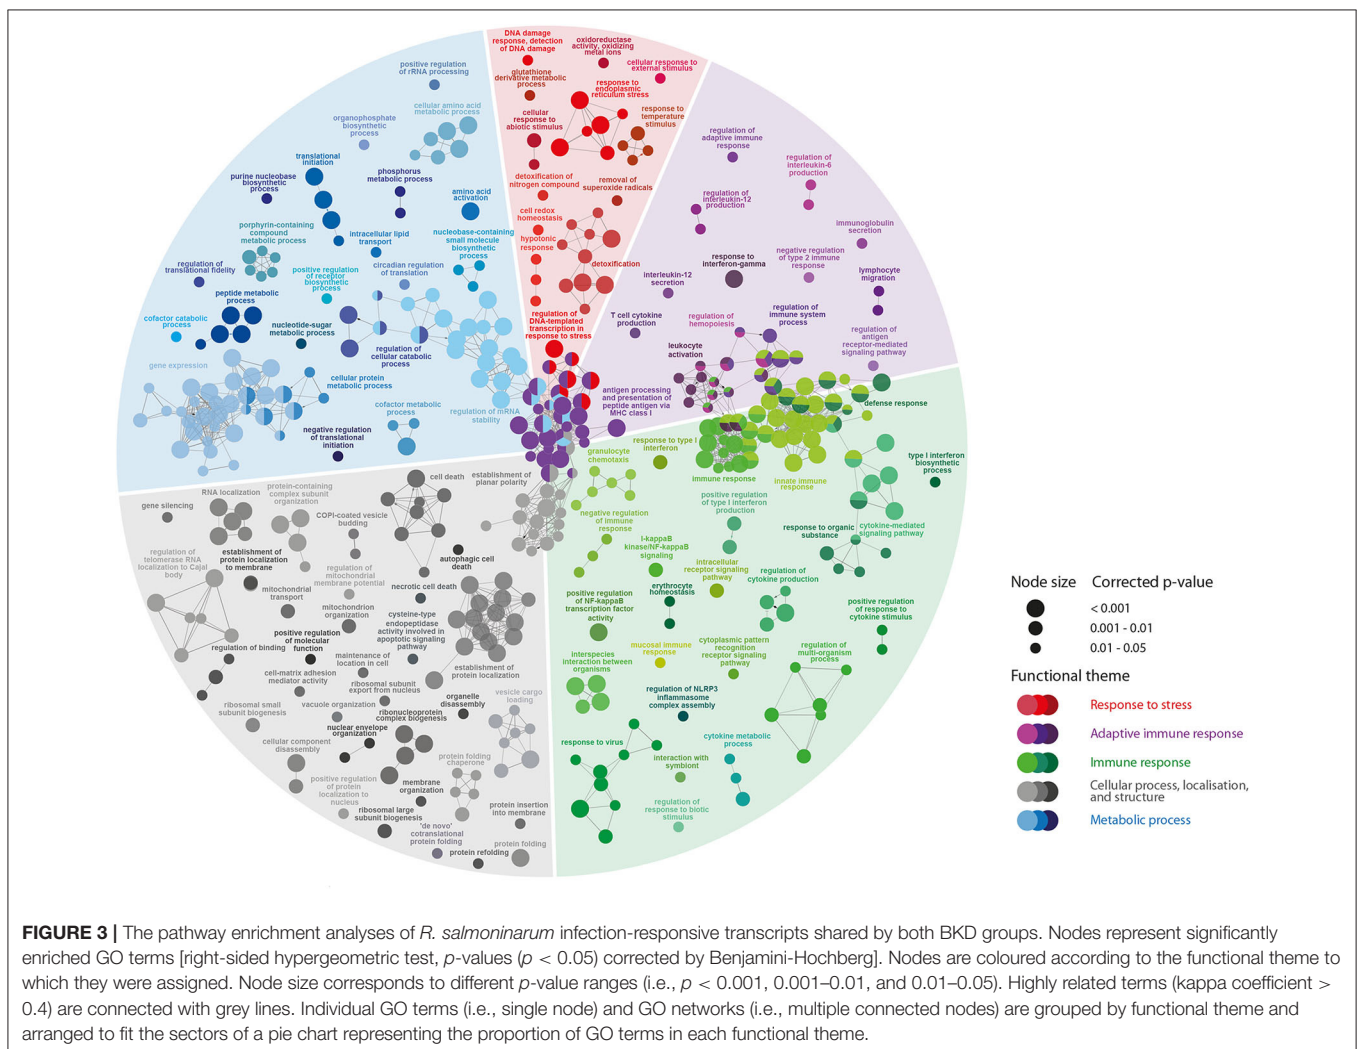 DNA damage
response, detection
of DNA damage
oxidoreductase
activity, oxidizing
metal ions
cellular response to
external stimulus
glutathione
derivative metabolic
process
response to
endoplasmic
reticulum stress
cellular
response to
abiotic stimulus
response to
temperature
stimulus
detoxification of
nitrogen compound
removal of
superoxide radicals
cell redox
homeostasis
hypotonic
response
detoxification
regulation of
DNA-templated
transcription in
response to stress
positive regulation
of rRNA processing
cellular amino acid
metabolic process
organophosphate
biosynthetic
process
translational
initiation
purine nucleobase
biosynthetic
process
phosphorus
metabolic process
amino acid
activation
porphyrin-containing
compound
metabolic process
intracellular lipid
transport
nucleobase-containing
small molecule
biosynthetic
process
regulation of
translational fidelity
positive regulation
of receptor
biosynthetic
process
circadian regulation
of translation
peptide metabolic
process
cofactor catabolic
process
nucleotide-sugar
metabolic process
regulation of
cellular catabolic
process
gene expression
cellular protein
metabolic process
cofactor metabolic
process
regulation of mRNA
stability
negative regulation
of translational
initiation
regulation of
adaptive immune
response
regulation of
interleukin-6
production
regulation of
interleukin-12
production
immunoglobulin
secretion
response to
interferon-gamma
negative regulation
of type 2 immune
response
interleukin-12
secretion
lymphocyte
migration
T cell cytokine
production
regulation of
hemopoiesis
regulation of
immune system
process
leukocyte
activation
regulation of
antigen
receptor-mediated
signaling pathway
antigen processing
and presentation of
peptide antigen via
MHC class I
defense response
response to type I
interferon
granulocyte
chemotaxis
immune response
innate immune
response
type I interferon
biosynthetic
process
positive regulation
of type I interferon
production
negative regulation
of immune
response
response to organic
substance
cytokine-mediated
signaling pathway
I-kappaB
kinase/NF-kappaB
signaling
intracellular
receptor signaling
pathway
regulation of
cytokine production
erythrocyte
homeostasis
positive regulation
of NF-kappaB
transcription factor
activity
positive regulation
of response to
cytokine stimulus
mucosal immune
response
cytoplasmic pattern
recognition
receptor signaling
pathway
regulation of
multi-organism
process
interspecies
interaction between
organisms
regulation of NLRP3
inflammasome
complex assembly
response to virus
cytokine metabolic
process
interaction with
symbiont
regulation of
response to biotic
stimulus
cell death
establishment of
planar polarity
RNA localization
protein-containing
complex subunit
organization
gene silencing
COPI-coated vesicle
budding
regulation of
telomerase RNA
localization to Cajal
body
establishment of
protein localization
to membrane
autophagic cell
death
regulation of
mitochondrial
membrane potential
necrotic cell death
mitochondrial
transport
mitochondrion
organization
cysteine-type
endopeptidase
activity involved in
apoptotic signaling
pathway
positive regulation
of molecular
function
regulation of binding
maintenance of
location in cell
establishment of
protein localization
cell-matrix adhesion
mediator activity
ribosomal subunit
export from nucleus
organelle
disassembly
vesicle cargo
loading
ribosomal small
subunit biogenesis
vacuole organization
ribonucleoprotein
complex biogenesis
nuclear envelope
organization
cellular component
disassembly
protein folding
chaperone
positive regulation
of protein
localization to
nucleus
membrane
organization
ribosomal large
subunit biogenesis
protein insertion
into membrane
'de novo'
cotranslational
protein folding
protein folding
protein refolding
Node size Corrected p-value
< 0.001
0.001 - 0.01
0.01 - 0.05
Functional theme
Response to stress
Adaptive immune response
Immune response
Cellular process, localisation,
and structure
Metabolic process
FIGURE 3 | The pathway enrichment analyses of R. salmoninarum infection-responsive transcripts shared by both BKD groups. Nodes represent significantly
enriched GO terms [right-sided hypergeometric test, p-values (p < 0.05) corrected by Benjamini-Hochberg]. Nodes are coloured according to the functional theme to
which they were assigned. Node size corresponds to different p-value ranges (i.e., p < 0.001, 0.001–0.01, and 0.01–0.05). Highly related terms (kappa coefficient >
0.4) are connected with grey lines. Individual GO terms (i.e., single node) and GO networks (i.e., multiple connected nodes) are grouped by functional theme and
arranged to fit the sectors of a pie chart representing the proportion of GO terms in each functional theme.